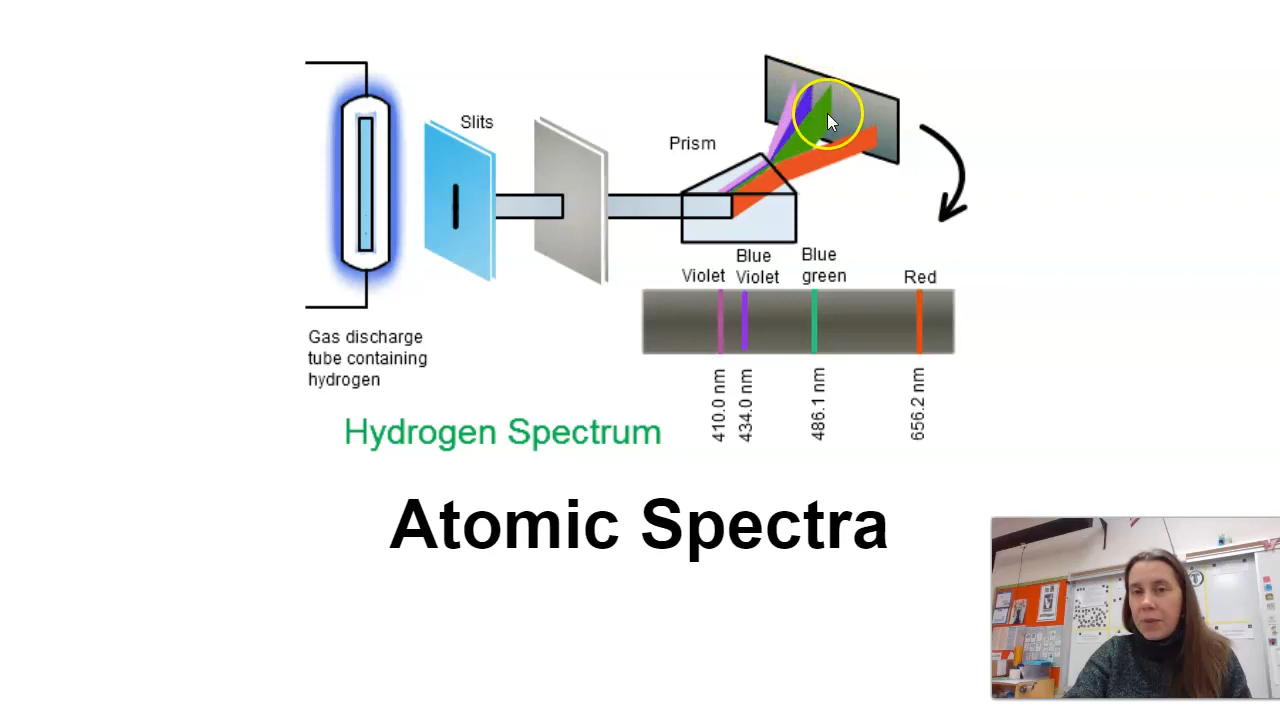 Slits
Prism
Gas discharge
tube containing
hydrogen
Violet
Blue
Violet
Blue
green
Red
410.0 nm
434.0 nm
486.1 nm
656.2 nm
Hydrogen Spectrum
Atomic Spectra